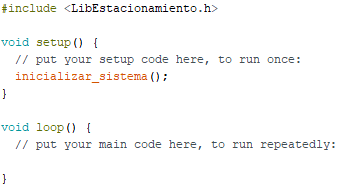 #include <LibEstacionamiento.h>
void setup() {
// put your setup code here, to run once:
inicializar_sistema();
}
void loop() {
// put your main code here, to run repeatedly:
}